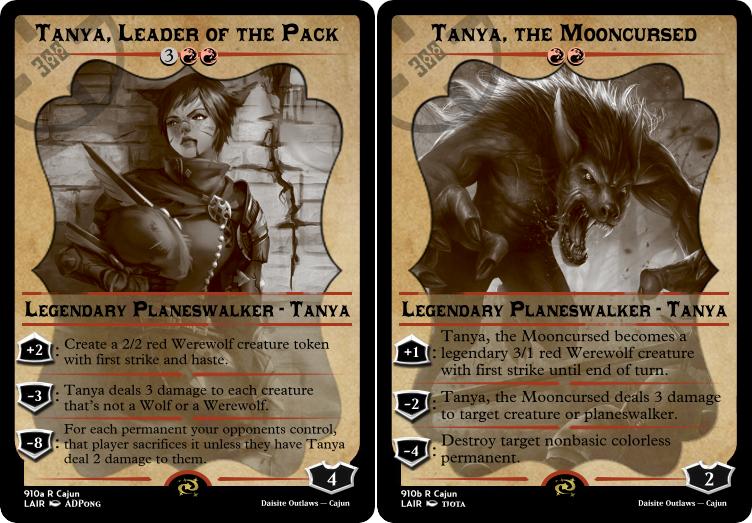 Tanya, Leader of the Pack
3
Legendary Planeswalker - Tanya
+2: Create a 2/2 red Werewolf creature token
with first strike and haste.
-3: Tanya deals 3 damage to each creature
that's not a Wolf or a Werewolf.
For each permanent your opponents control,
-8: that player sacrifices it unless they have Tanya
deal 2 damage to them.
4
910a R Cajun
LAIR ADPong
Daisite Outlaws — Cajun
Tanya, the Mooncursed
Legendary Planeswalker - Tanya
Tanya, the Mooncursed becomes a
+1: legendary 3/1 red Werewolf creature
with first strike until end of turn.
-2: Tanya, the Mooncursed deals 3 damage
to target creature or planeswalker.
-4: Destroy target nonbasic colorless
permanent.
2
910b R Cajun
LAIR TJOTA
Daisite Outlaws — Cajun